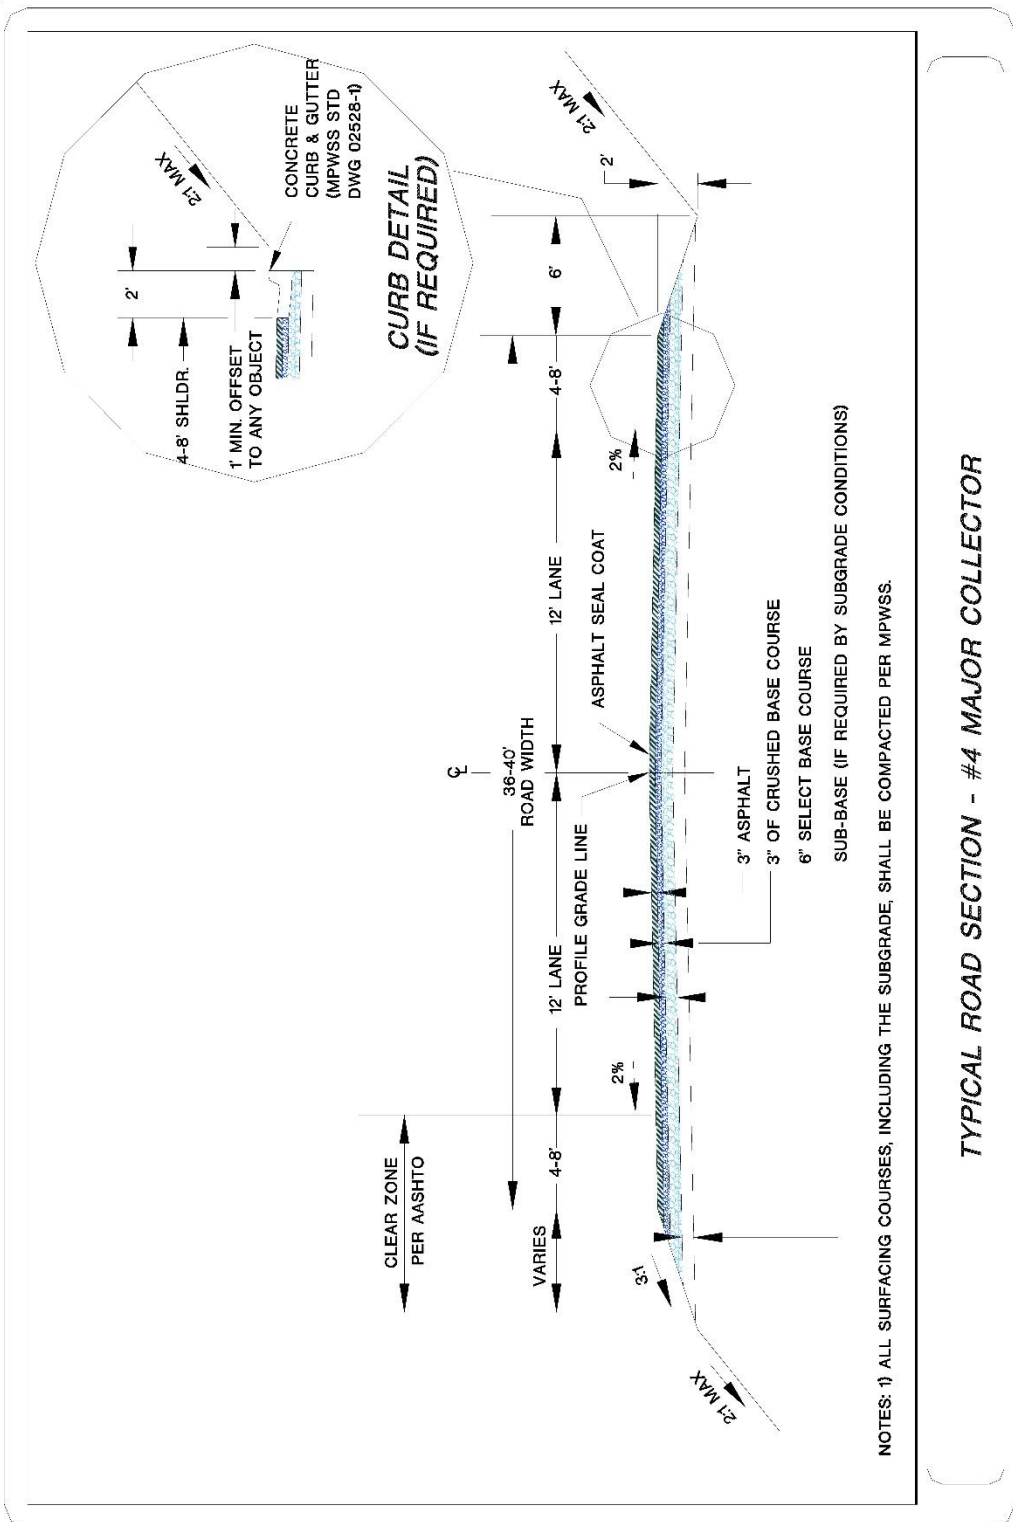 2'
4-8' SHLDR.
1' MIN. OFFSET
TO ANY OBJECT
2:1 MAX
CONCRETE
CURB & GUTTER
(MPWSS STD
DWG 02528-1)
CURB DETAIL
(IF REQUIRED)
CLEAR ZONE
PER AASHTO
℄
36-40'
ROAD WIDTH
VARIES
4-8'
12' LANE
12' LANE
4-8'
6'
2:1 MAX
2'
PROFILE GRADE LINE
ASPHALT SEAL COAT
2%
2%
3:1
2:1 MAX
3" ASPHALT
3" OF CRUSHED BASE COURSE
6" SELECT BASE COURSE
SUB-BASE (IF REQUIRED BY SUBGRADE CONDITIONS)
NOTES: 1) ALL SURFACING COURSES, INCLUDING THE SUBGRADE, SHALL BE COMPACTED PER MPWSS.
TYPICAL ROAD SECTION - #4 MAJOR COLLECTOR